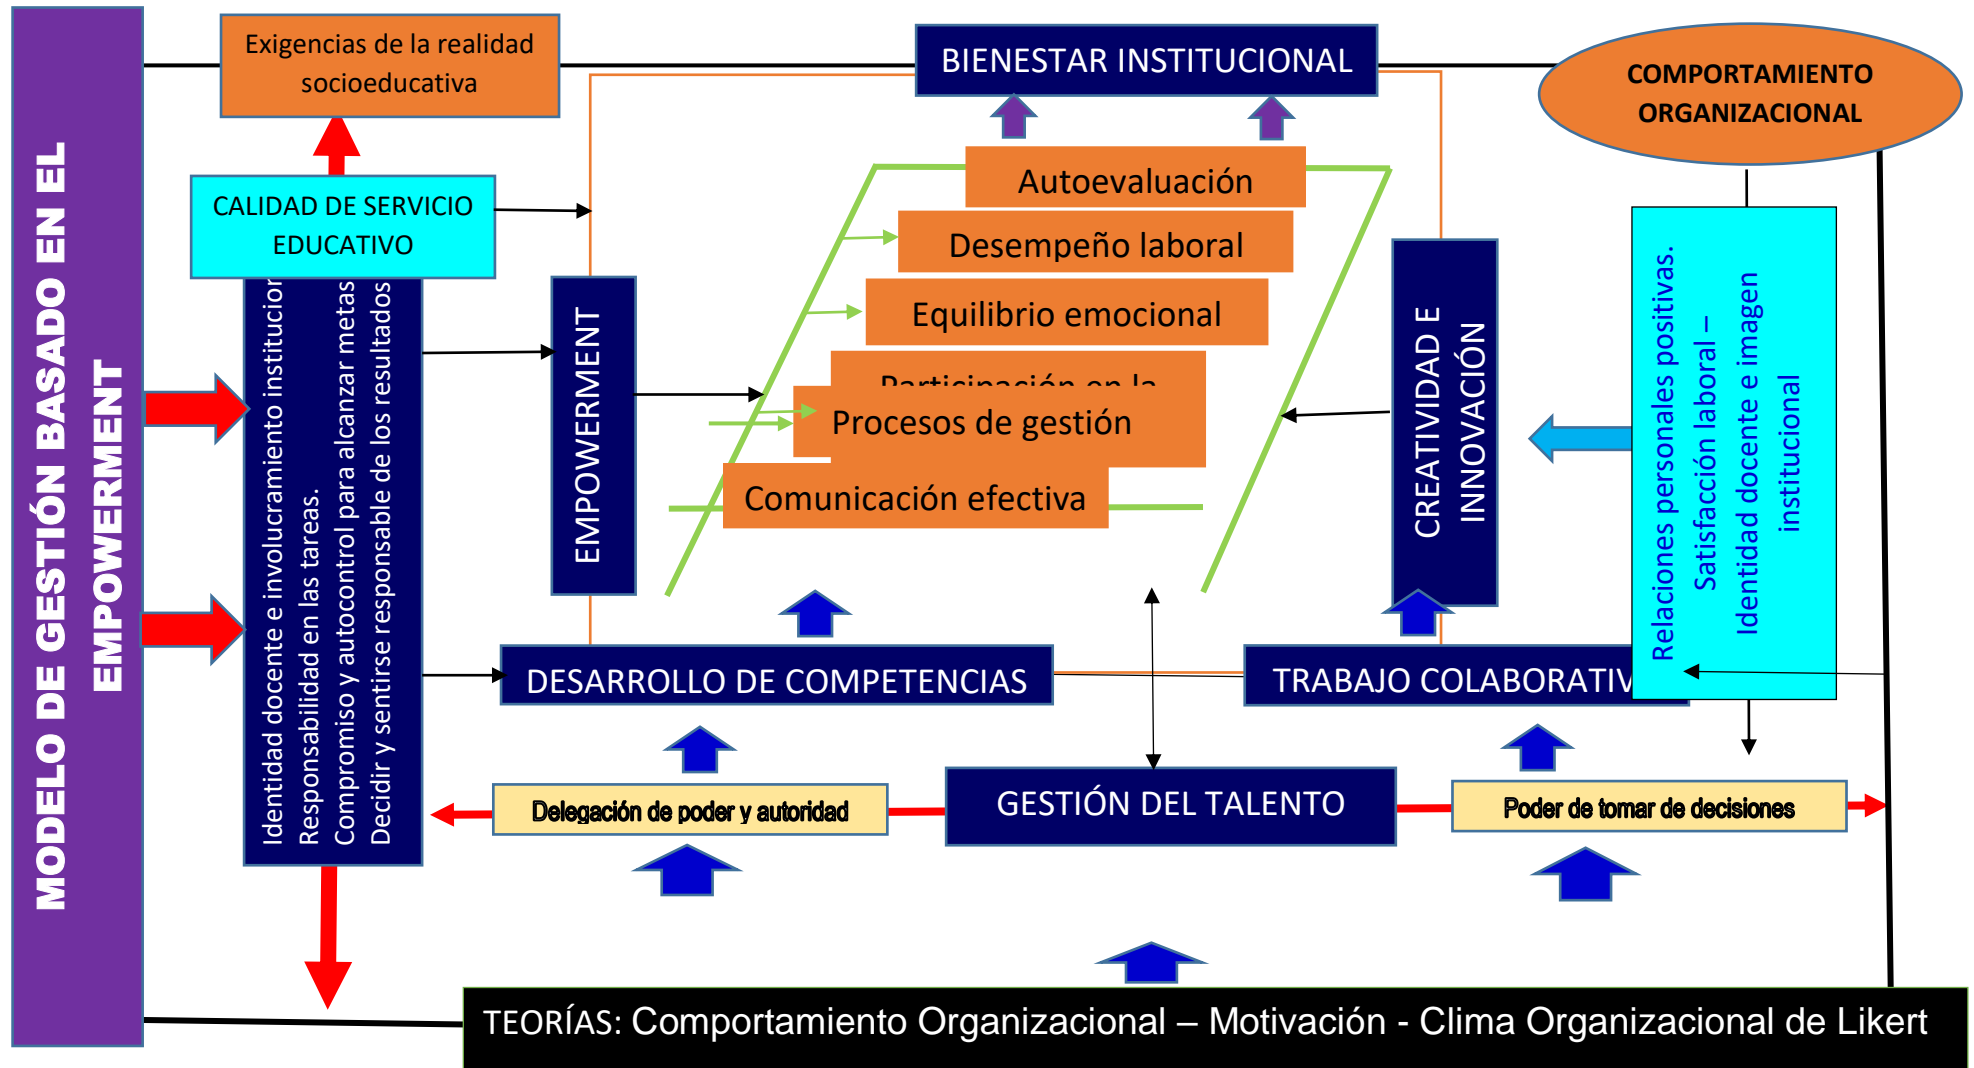 MODELO DE GESTIÓN BASADO EN EL
EMPOWERMENT
Exigencias de la realidad
socioeducativa
BIENESTAR INSTITUCIONAL
COMPORTAMIENTO
ORGANIZACIONAL
CALIDAD DE SERVICIO
EDUCATIVO
Identidad docente e involucramiento institucion
Responsabilidad en las tareas.
Compromiso y autocontrol para alcanzar metas
Decidir y sentirse responsable de los resultados
EMPOWERMENT
Autoevaluación
Desempeño laboral
Equilibrio emocional
Participación en la
Procesos de gestión
Comunicación efectiva
CREATIVIDAD E
INNOVACIÓN
Relaciones personales positivas.
Satisfacción laboral –
Identidad docente e imagen
institucional
DESARROLLO DE COMPETENCIAS
TRABAJO COLABORATIV
Delegación de poder y autoridad
GESTIÓN DEL TALENTO
Poder de tomar de decisiones
TEORÍAS: Comportamiento Organizacional – Motivación - Clima Organizacional de Likert